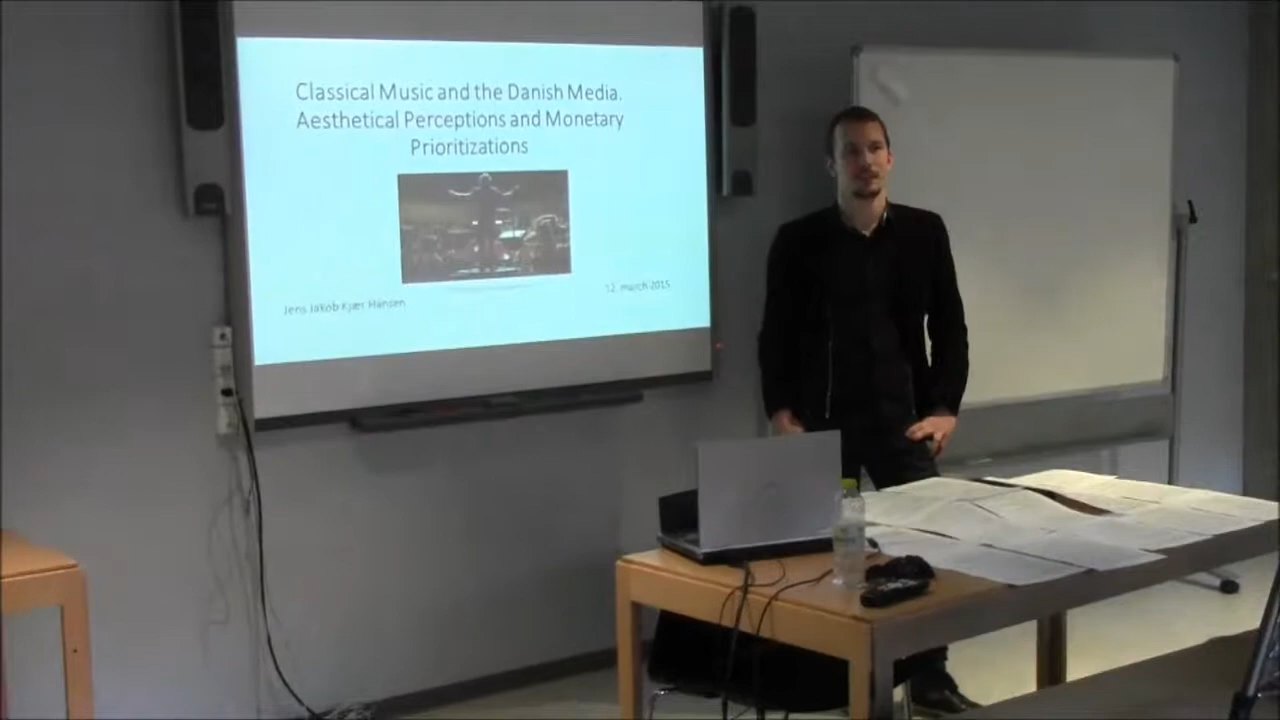 Classical Music and the Danish Media.
Aesthetical Perceptions and Monetary
Prioritizations
Jens Jakob Kjær Hansen
12. march 2015